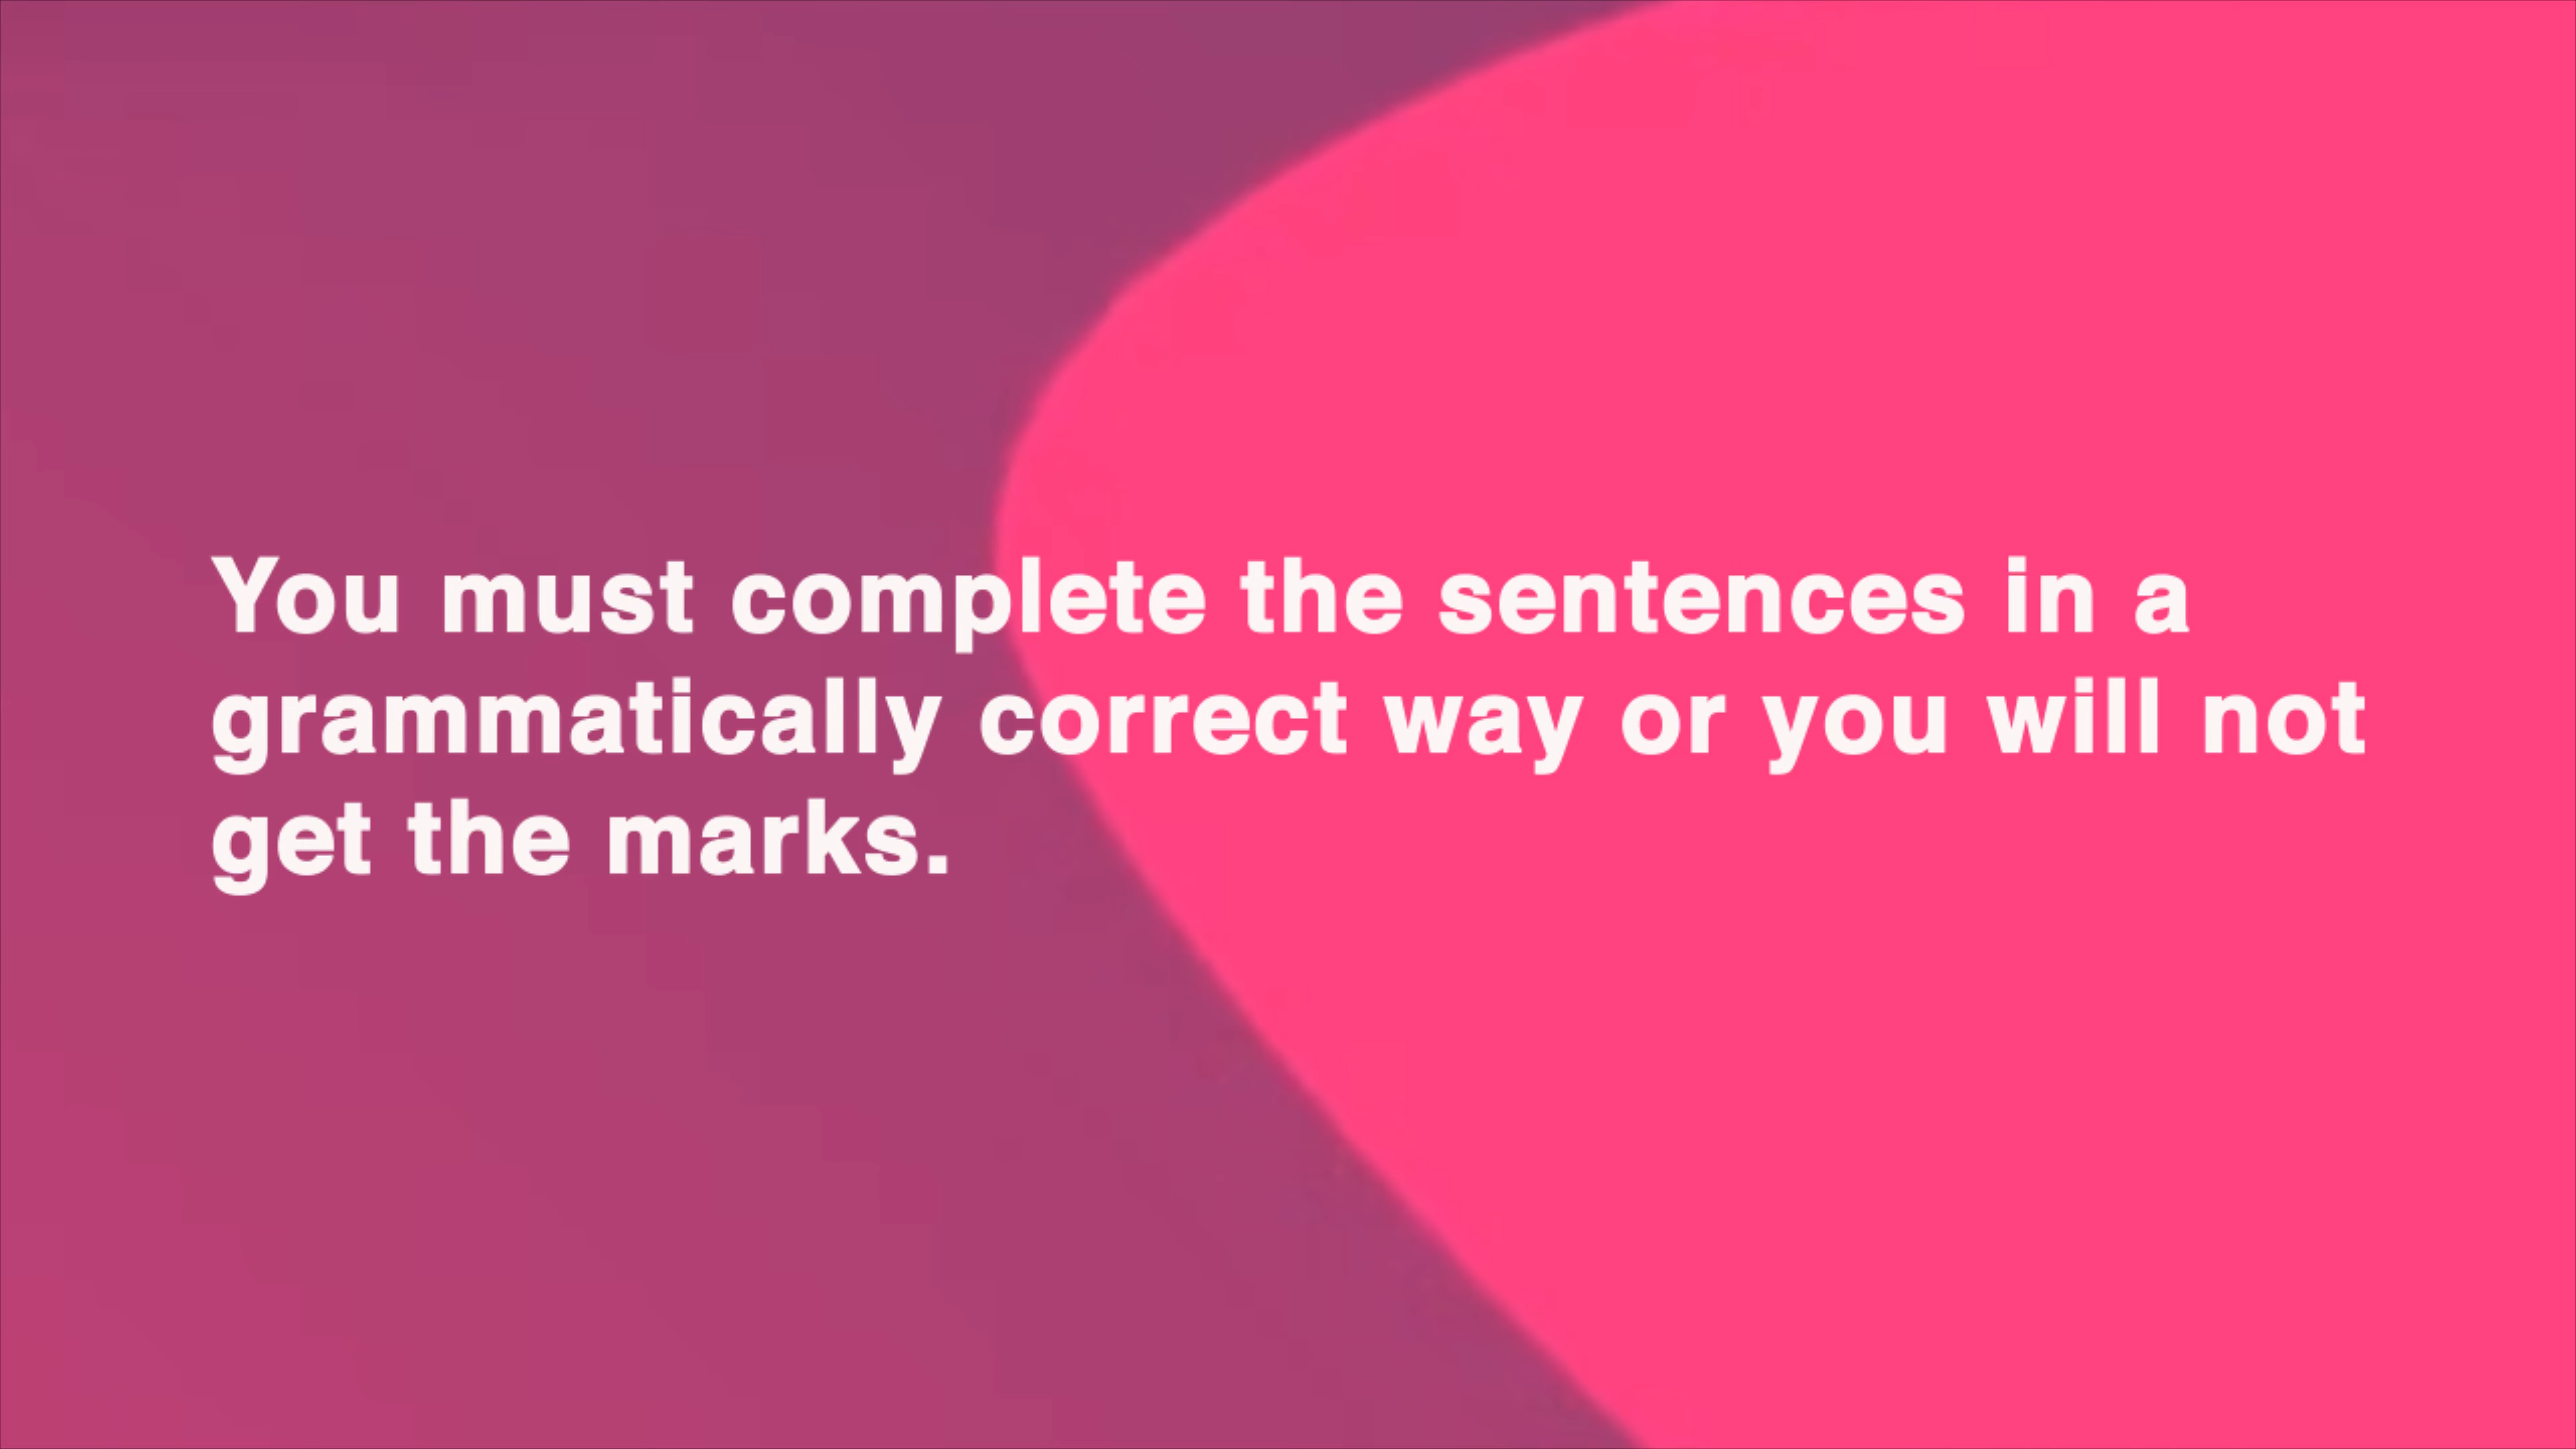 You must complete the sentences in a
grammatically correct way or you will not
get the marks.